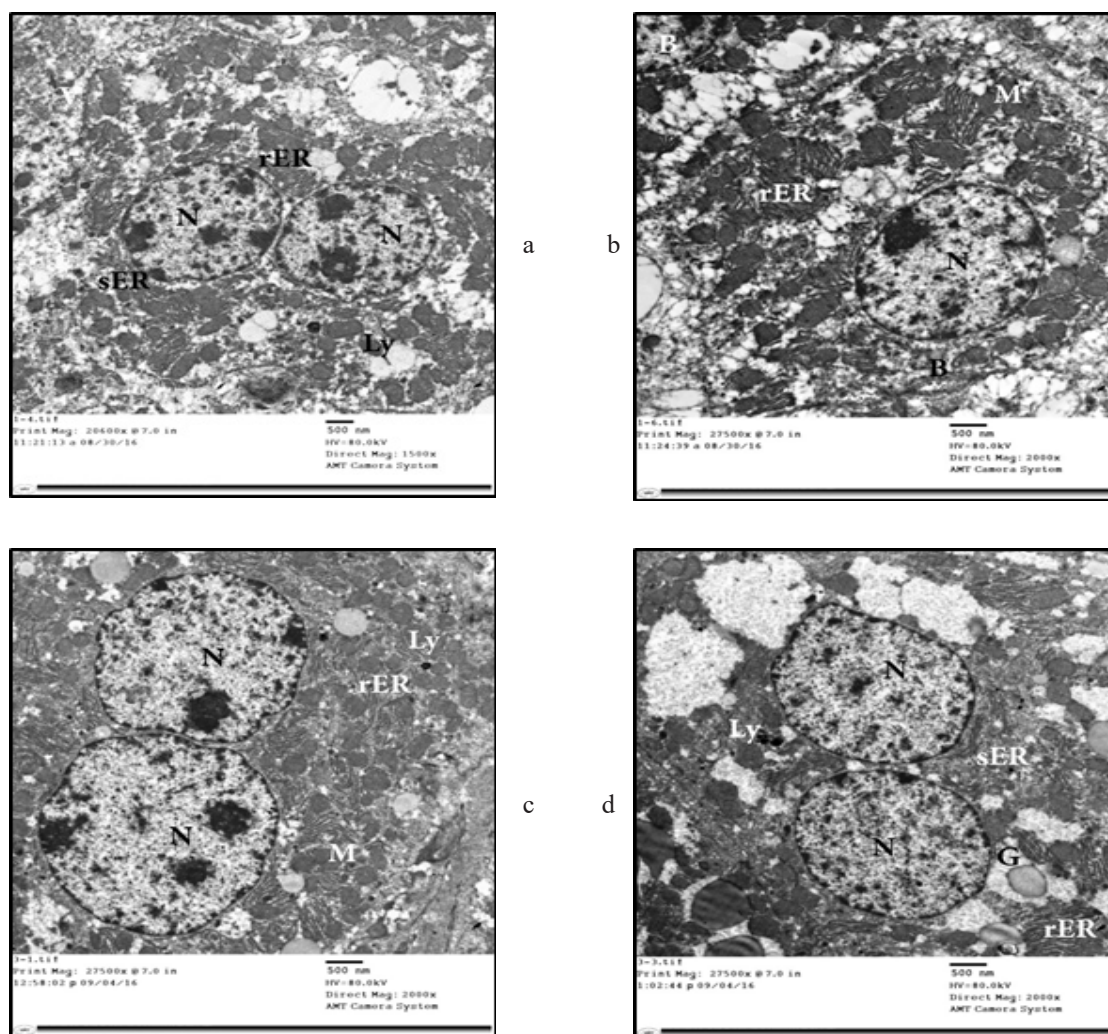 rER
N
N
sER
Ly
1-4.tif
Print Mag: 20600x @ 7.0 in
11:21:13 a 08/30/16
500 nm
HV=80.0kV
Direct Mag: 1500x
AMT Camera System
a
b
B
M
rER
N
B
1-6.tif
Print Mag: 27500x @ 7.0 in
11:24:39 a 08/30/16
500 nm
HV=80.0kV
Direct Mag: 2000x
AMT Camera System
N
Ly
rER
N
M
3-1.tif
Print Mag: 27500x @ 7.0 in
12:58:02 p 09/04/16
500 nm
HV=80.0kV
Direct Mag: 2000x
AMT Camera System
c
d
N
Ly
sER
N
G
rER
3-3.tif
Print Mag: 27500x @ 7.0 in
1:02:44 p 09/04/16
500 nm
HV=80.0kV
Direct Mag: 2000x
AMT Camera System